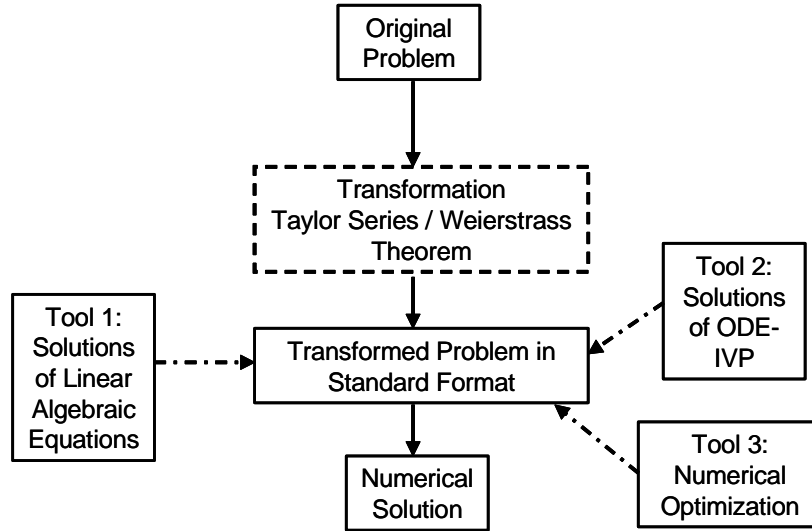 Original
Problem
Transformation
Taylor Series / Weierstrass
Theorem
Tool 2:
Solutions
of ODE-
IVP
Tool 1:
Solutions
of Linear
Algebraic
Equations
Transformed Problem in
Standard Format
Tool 3:
Numerical
Optimization
Numerical
Solution